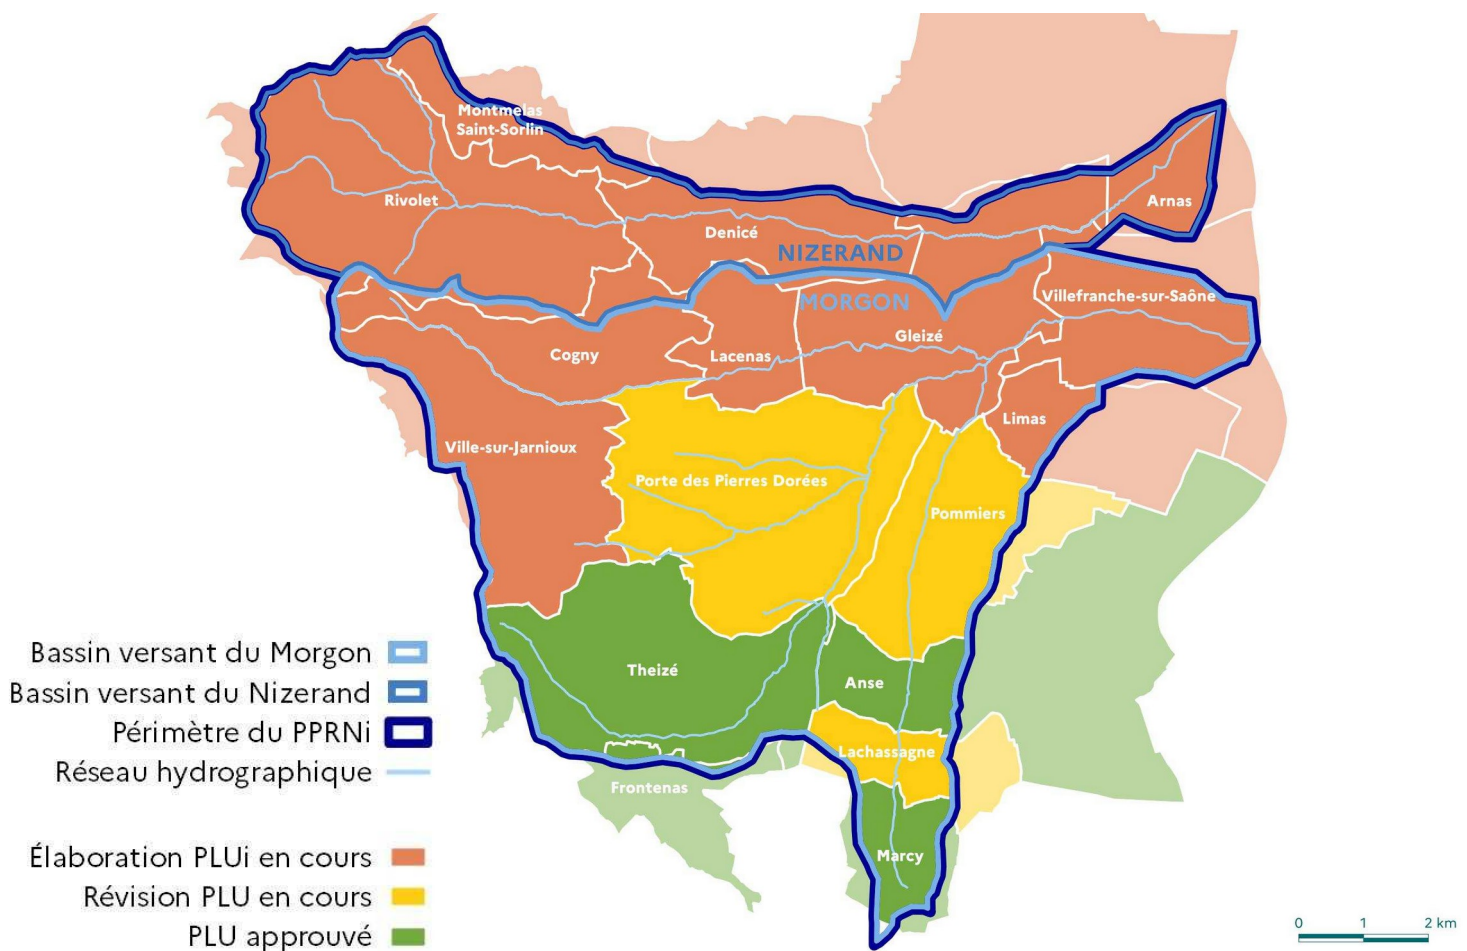 Montmelas
Saint-Sorlin
Rivolet
Arnas
Denicé
NIZERAND
MORGON
Villefranche-sur-Saône
Gleizé
Cogny
Lacenas
Limas
Ville-sur-Jarnioux
Porte des Pierres Dorées
Pommiers
Theizé
Anse
Lachassagne
Frontenas
Marcy
Bassin versant du Morgon
Bassin versant du Nizerand
Périmètre du PPRNi
Réseau hydrographique
Élaboration PLUi en cours
Révision PLU en cours
PLU approuvé
0 1 2 km